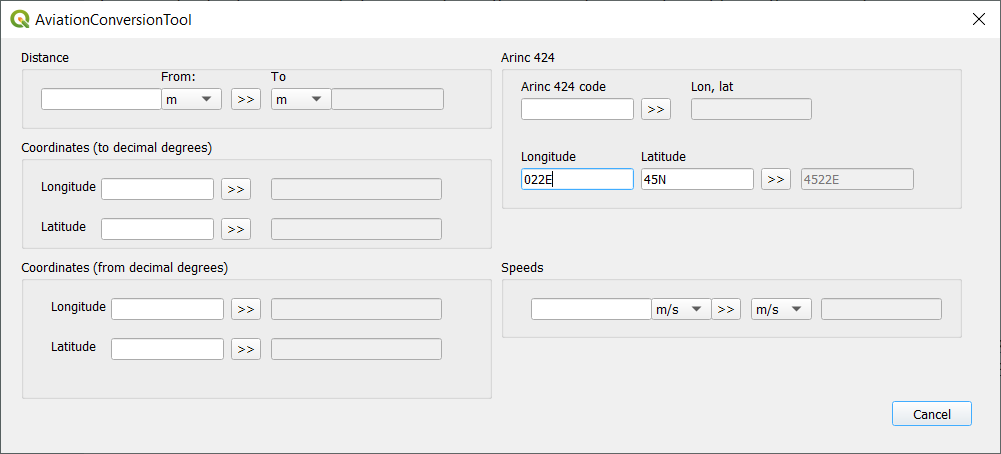 AviationConversionTool
Distance
From: To
m >> m
Coordinates (to decimal degrees)
Longitude >>
Latitude >>
Coordinates (from decimal degrees)
Longitude >>
Latitude >>
Arinc 424
Arinc 424 code Lon, lat
>>
Longitude Latitude
022E 45N >> 4522E
Speeds
m/s >> m/s
Cancel